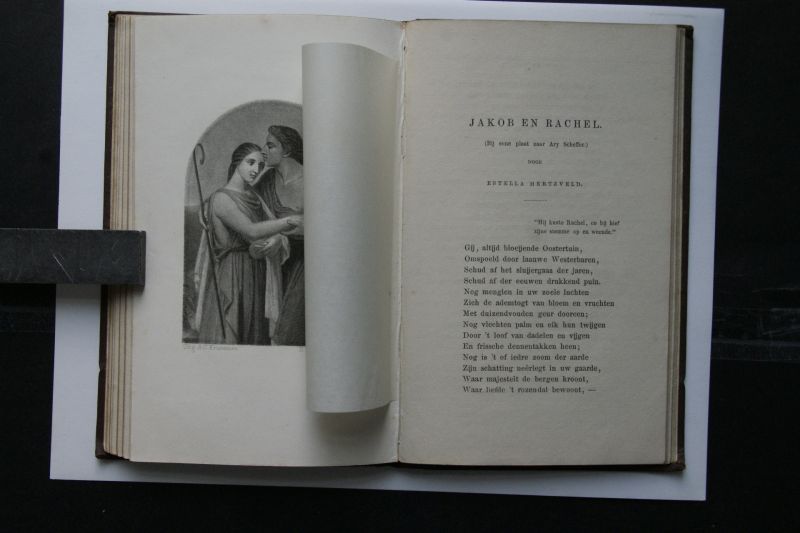 JAKOB EN RACHEL.
(Bij eene plaat naar Ary Scheffer.)
DOOR
ESTELLA HERTZVELD.
"Hij kuste Rachel, en hij hief
zijne stemme op en weende."
Gij, altijd bloeijende Oostertuin,
Omspoeld door laauwe Westerbaren,
Schud af het sluijergaas der jaren,
Schud af der eeuwen drukkend puin.
Nog menglen in uw zoele luchten
Zich de ademtogt van bloem en vruchten
Met duizendvouden geur dooreen;
Nog vlechten palm en eik hun twijgen
Door 't loof van dadelen en vijgen
En frissche dennentakken heen;
Nog is 't of iedre zoom der aarde
Zijn schatting neêrlegt in uw gaarde,
Waar majesteit de bergen kroont,
Waar liefde 't rozendal bewoont, —